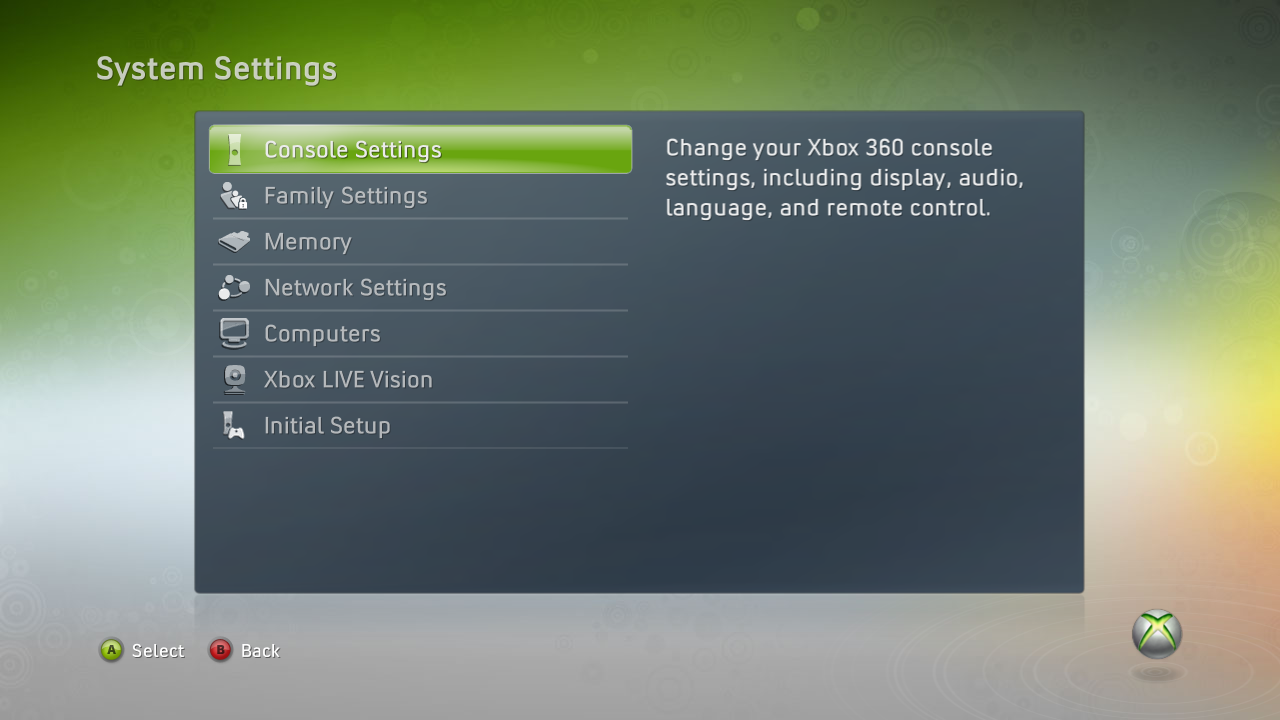 System Settings
Console Settings
Family Settings
Memory
Network Settings
Computers
Xbox LIVE Vision
Initial Setup
Change your Xbox 360 console
settings, including display, audio,
language, and remote control.
A Select B Back